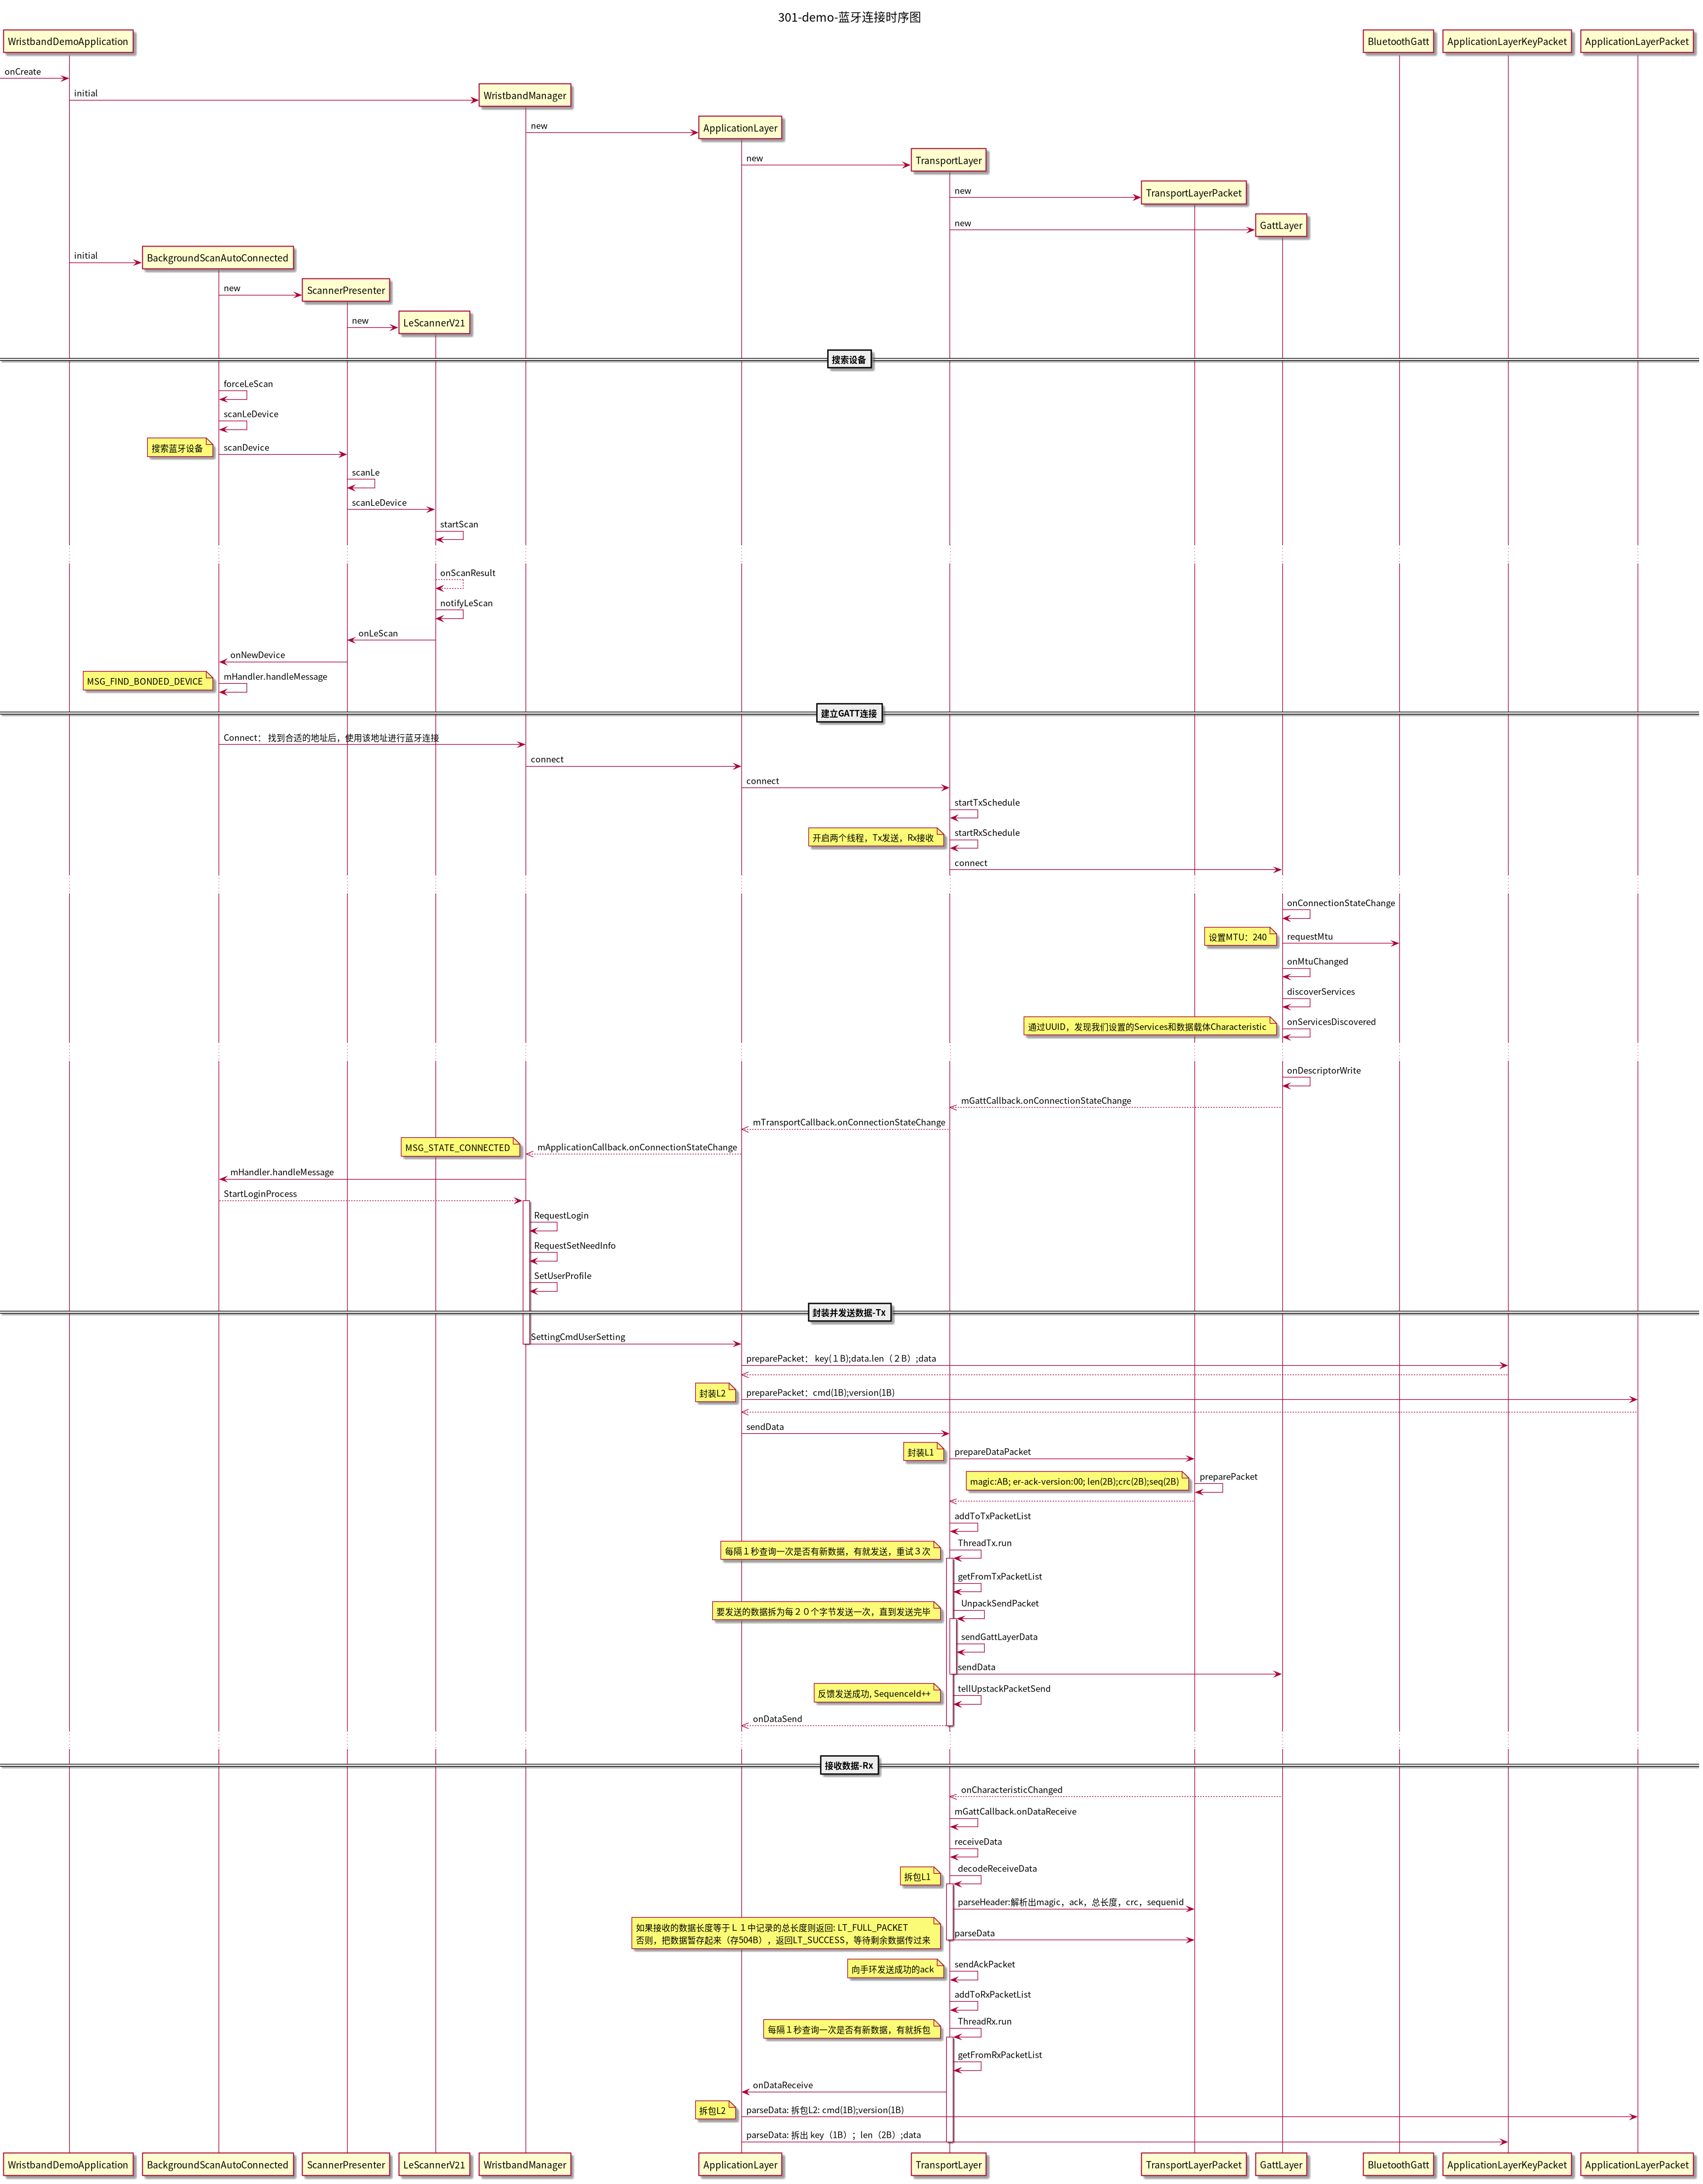 301-demo-蓝牙连接时序图
WristbandDemoApplication
BluetoothGatt
ApplicationLayerKeyPacket
ApplicationLayerPacket
onCreate
initial
WristbandManager
new
ApplicationLayer
new
TransportLayer
new
TransportLayerPacket
new
GattLayer
initial
BackgroundScanAutoConnected
new
ScannerPresenter
new
LeScannerV21
搜索设备
forceLeScan
scanLeDevice
搜索蓝牙设备
scanDevice
scanLe
scanLeDevice
startScan
onScanResult
notifyLeScan
onLeScan
onNewDevice
MSG_FIND_BONDED_DEVICE
mHandler.handleMessage
建立GATT连接
Connect： 找到合适的地址后，使用该地址进行蓝牙连接
connect
connect
startTxSchedule
开启两个线程，Tx发送，Rx接收
startRxSchedule
connect
onConnectionStateChange
设置MTU：240
requestMtu
onMtuChanged
discoverServices
通过UUID，发现我们设置的Services和数据载体Characteristic
onServicesDiscovered
onDescriptorWrite
mGattCallback.onConnectionStateChange
mTransportCallback.onConnectionStateChange
MSG_STATE_CONNECTED
mApplicationCallback.onConnectionStateChange
mHandler.handleMessage
StartLoginProcess
RequestLogin
RequestSetNeedInfo
SetUserProfile
封装并发送数据-Tx
SettingCmdUserSetting
preparePacket： key(１B);data.len（２B）;data
封装L2
preparePacket：cmd(1B);version(1B)
sendData
封装L1
prepareDataPacket
magic:AB; er-ack-version:00; len(2B);crc(2B);seq(2B)
preparePacket
addToTxPacketList
每隔１秒查询一次是否有新数据，有就发送，重试３次
ThreadTx.run
getFromTxPacketList
要发送的数据拆为每２０个字节发送一次，直到发送完毕
UnpackSendPacket
sendGattLayerData
sendData
反馈发送成功, SequenceId++
tellUpstackPacketSend
onDataSend
接收数据-Rx
onCharacteristicChanged
mGattCallback.onDataReceive
receiveData
拆包L1
decodeReceiveData
parseHeader:解析出magic，ack，总长度，crc，sequenid
如果接收的数据长度等于Ｌ１中记录的总长度则返回: LT_FULL_PACKET
否则，把数据暂存起来（存504B），返回LT_SUCCESS，等待剩余数据传过来
parseData
向手环发送成功的ack
sendAckPacket
addToRxPacketList
每隔１秒查询一次是否有新数据，有就拆包
ThreadRx.run
getFromRxPacketList
onDataReceive
拆包L2
parseData: 拆包L2: cmd(1B);version(1B)
parseData: 拆出 key（1B）；len（2B）;data
WristbandDemoApplication
BackgroundScanAutoConnected
ScannerPresenter
LeScannerV21
WristbandManager
ApplicationLayer
TransportLayer
TransportLayerPacket
GattLayer
BluetoothGatt
ApplicationLayerKeyPacket
ApplicationLayerPacket